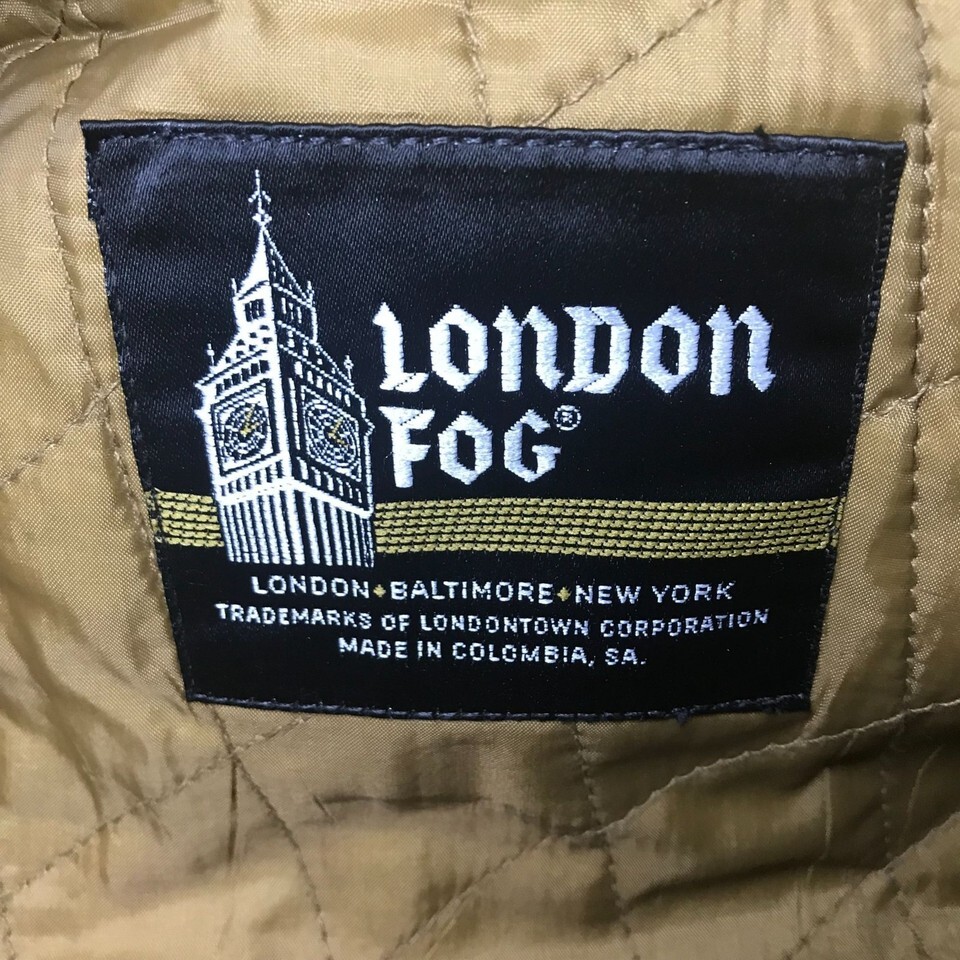 LONDON
FOG®
LONDON✦BALTIMORE✦NEW YORK
TRADEMARKS OF LONDONTOWN CORPORATION
MADE IN COLOMBIA, SA.